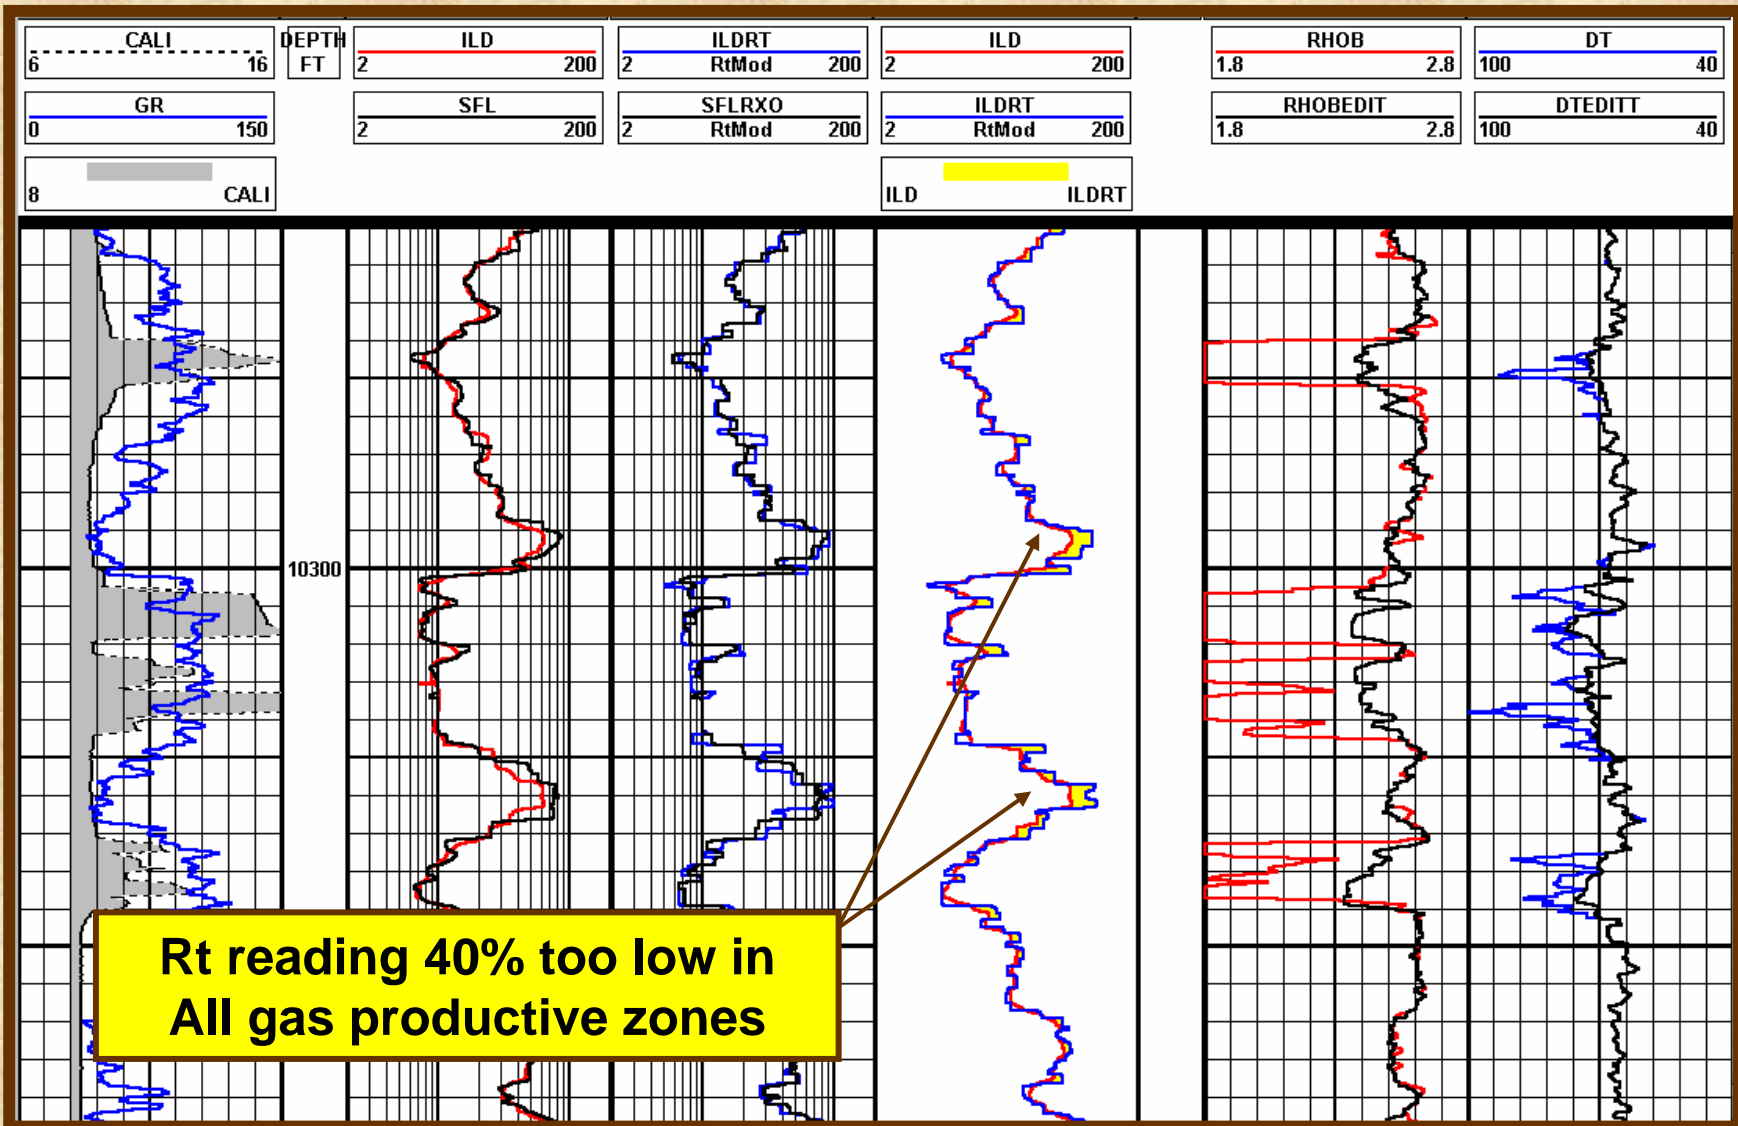 CALI
6 16
DEPTH
FT
ILD
2 200
ILDRT
2 RtMod 200
ILD
2 200
RHOB
1.8 2.8
DT
100 40
GR
0 150
SFL
2 200
SFLRXO
2 RtMod 200
ILDRT
2 RtMod 200
RHOBEDIT
1.8 2.8
DTEDITT
100 40
8 CALI
ILD ILDRT
10300
Rt reading 40% too low in
All gas productive zones